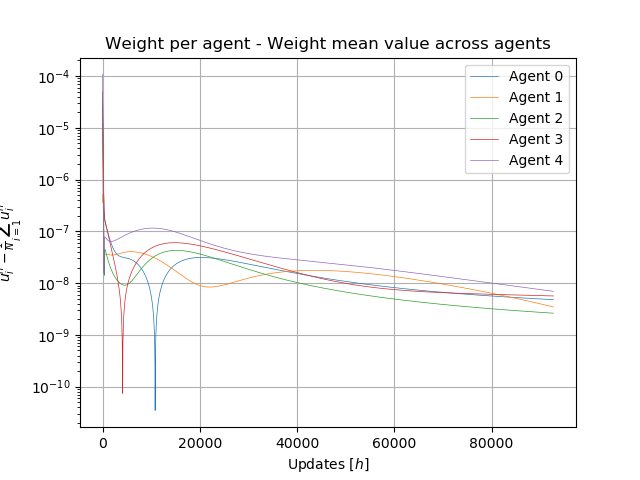 Weight per agent - Weight mean value across agents
Agent 0
Agent 1
Agent 2
Agent 3
Agent 4
10⁻⁴
10⁻⁵
10⁻⁶
10⁻⁷
10⁻⁸
10⁻⁹
10⁻¹⁰
0 20000 40000 60000 80000
Updates [h]